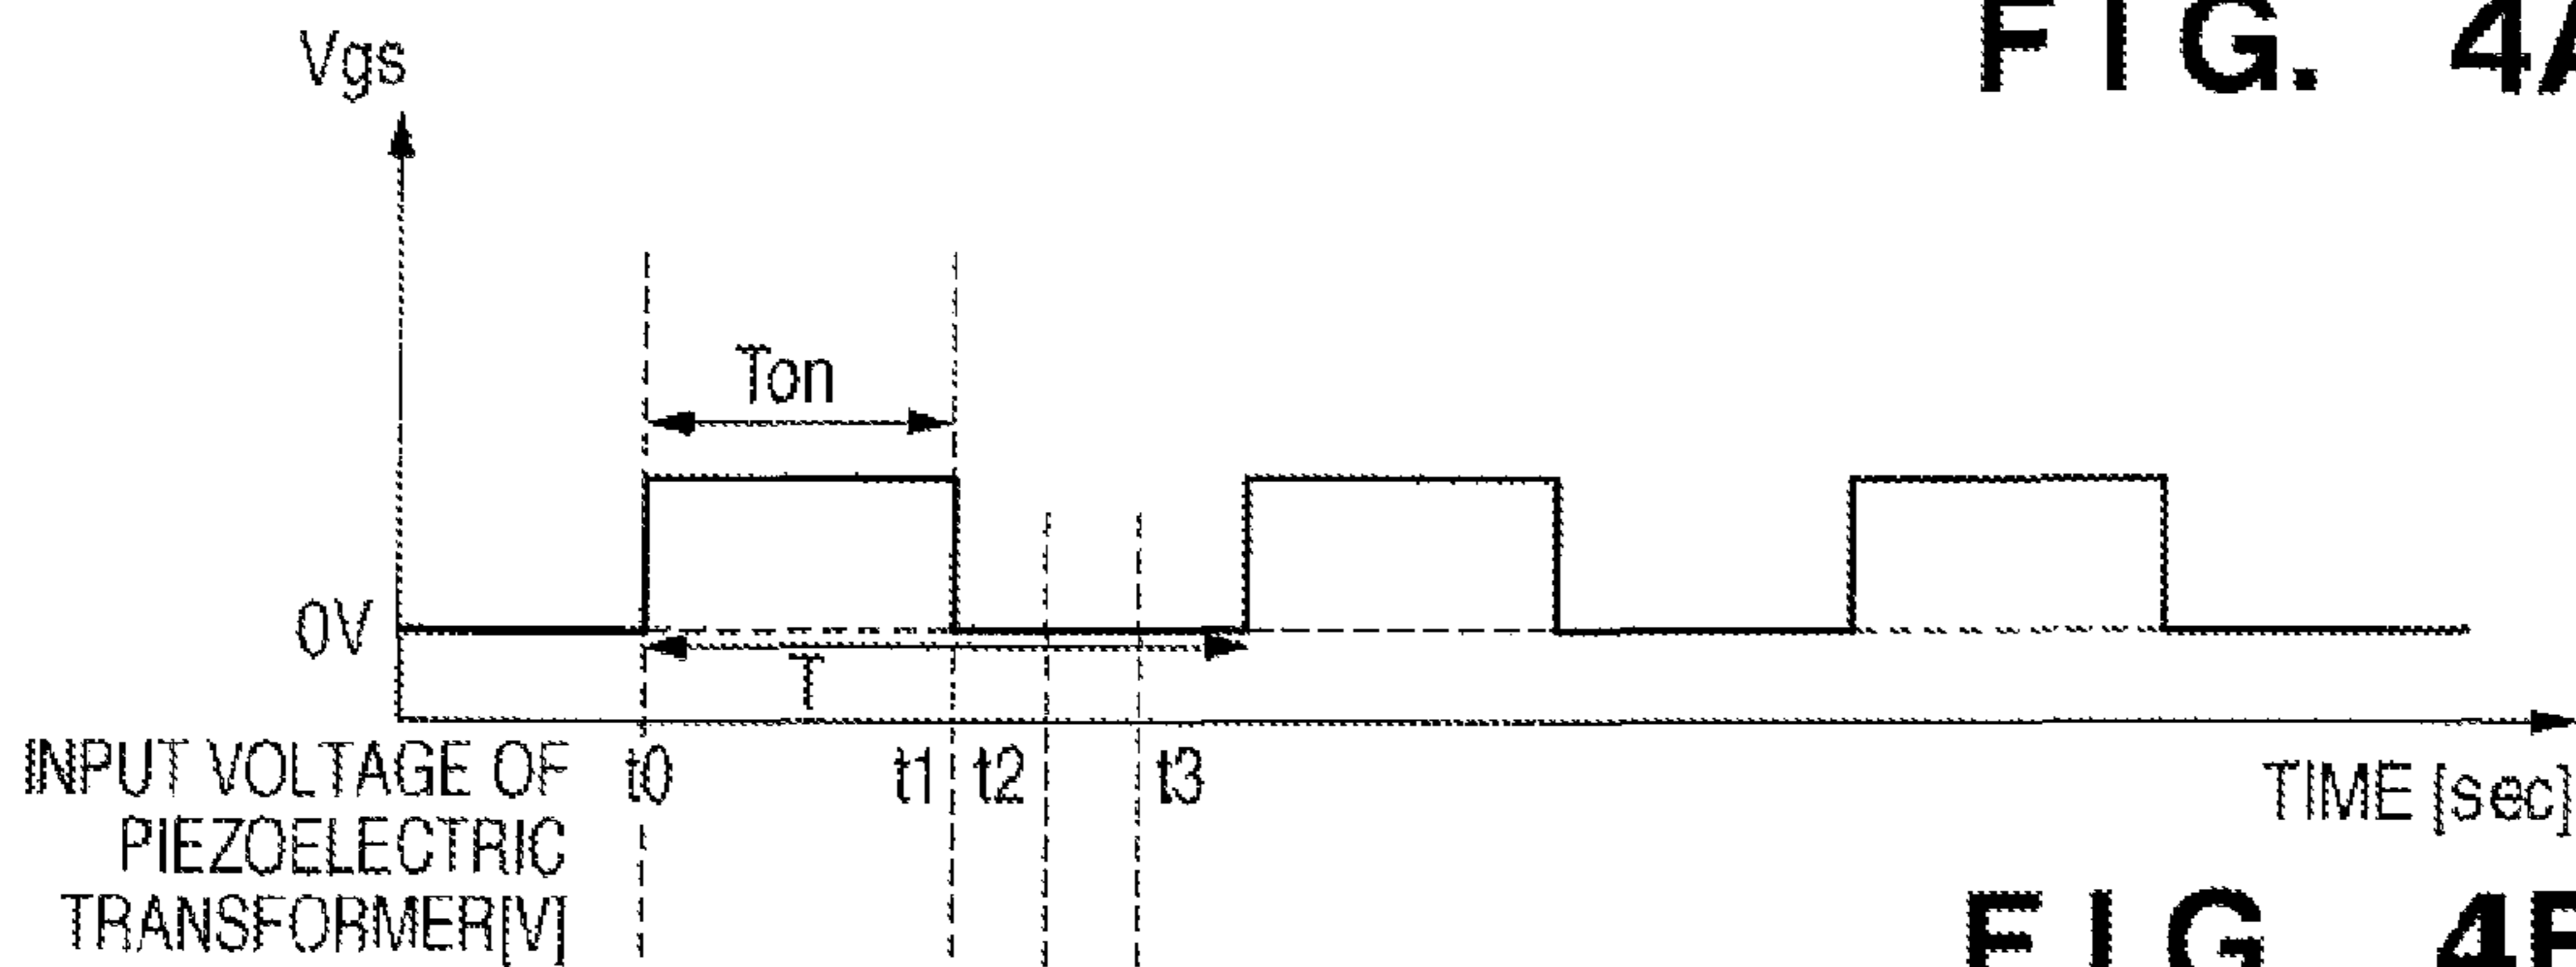 FIG. 4A
Vgs
Ton
0V
T
t0 t1 t2 t3
TIME [sec]
INPUT VOLTAGE OF
PIEZOELECTRIC
TRANSFORMER[V]
FIG. 4B